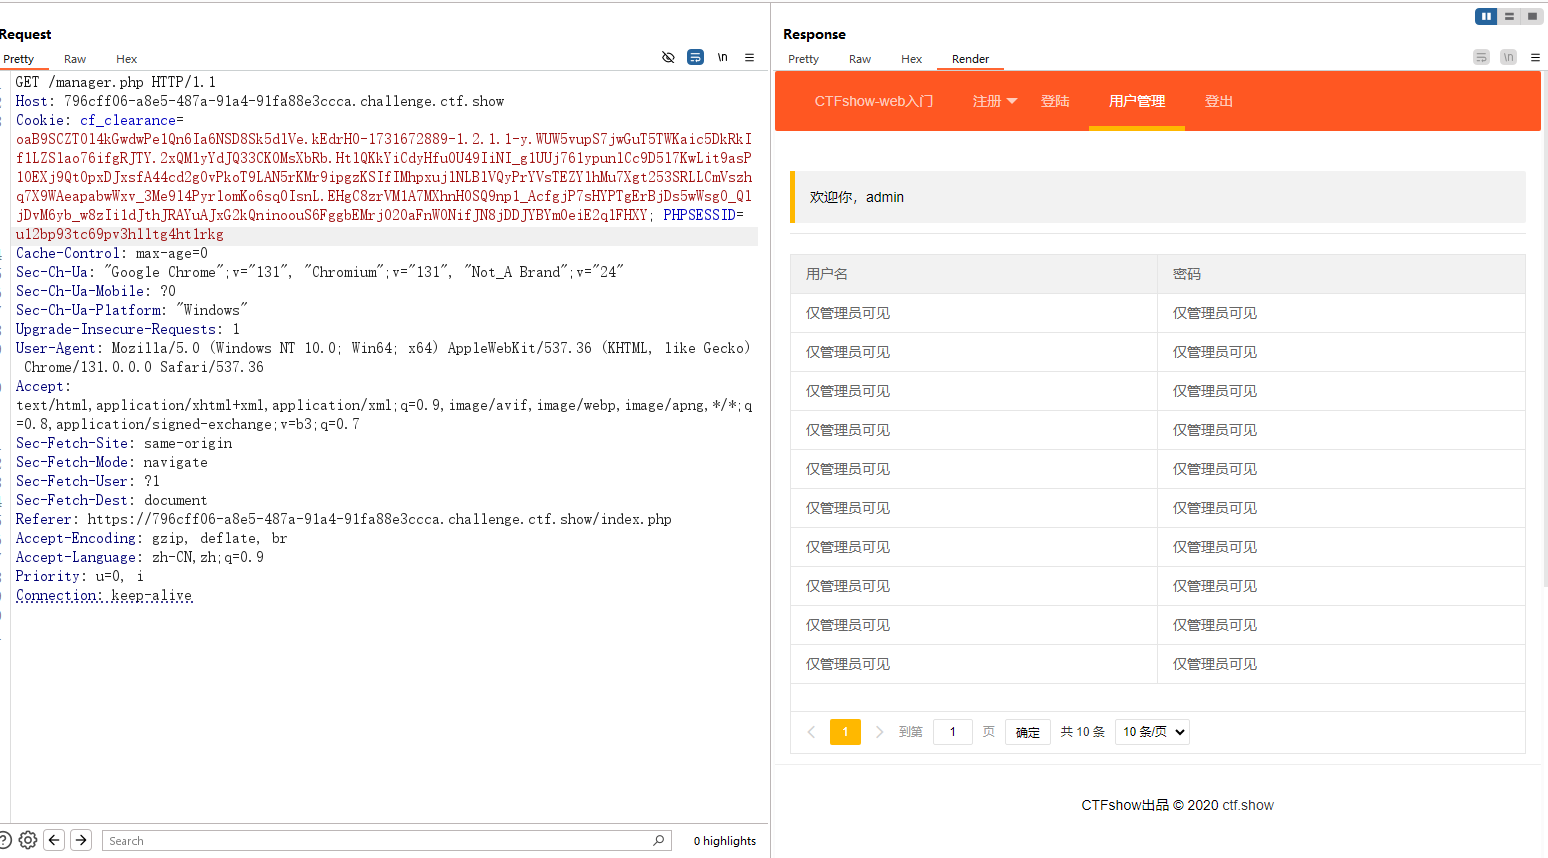 Request
Pretty Raw Hex \n
GET /manager.php HTTP/1.1
Host: 796cff06-a8e5-487a-91a4-91fa88e3ccca.challenge.ctf.show
Cookie: cf_clearance=
Cache-Control: max-age=0
Sec-Ch-Ua: "Google Chrome";v="131", "Chromium";v="131", "Not_A Brand";v="24"
Sec-Ch-Ua-Mobile: ?0
Sec-Ch-Ua-Platform: "Windows"
Upgrade-Insecure-Requests: 1
User-Agent: Mozilla/5.0 (Windows NT 10.0; Win64; x64) AppleWebKit/537.36 (KHTML, like Gecko)
Chrome/131.0.0.0 Safari/537.36
Accept:
text/html,application/xhtml+xml,application/xml;q=0.9,image/avif,image/webp,image/apng,*/*;q
=0.8,application/signed-exchange;v=b3;q=0.7
Sec-Fetch-Site: same-origin
Sec-Fetch-Mode: navigate
Sec-Fetch-User: ?1
Sec-Fetch-Dest: document
Referer: https://796cff06-a8e5-487a-91a4-91fa88e3ccca.challenge.ctf.show/index.php
Accept-Encoding: gzip, deflate, br
Accept-Language: zh-CN,zh;q=0.9
Priority: u=0, i
Connection: keep-alive
Search
0 highlights
Response
Pretty Raw Hex Render \n
CTFshow-web入门 注册 登陆 用户管理 登出
欢迎你，admin
用户名 密码
仅管理员可见 仅管理员可见
仅管理员可见 仅管理员可见
仅管理员可见 仅管理员可见
仅管理员可见 仅管理员可见
仅管理员可见 仅管理员可见
仅管理员可见 仅管理员可见
仅管理员可见 仅管理员可见
仅管理员可见 仅管理员可见
仅管理员可见 仅管理员可见
仅管理员可见 仅管理员可见
1 到第 1 页 确定 共 10 条 10 条/页
CTFshow出品 © 2020 ctf.show